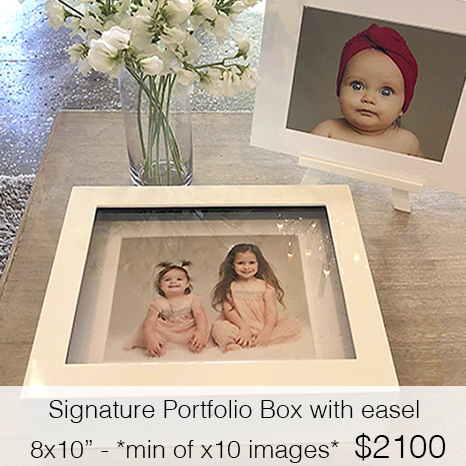 Signature Portfolio Box with easel
8x10” - *min of x10 images* $2100